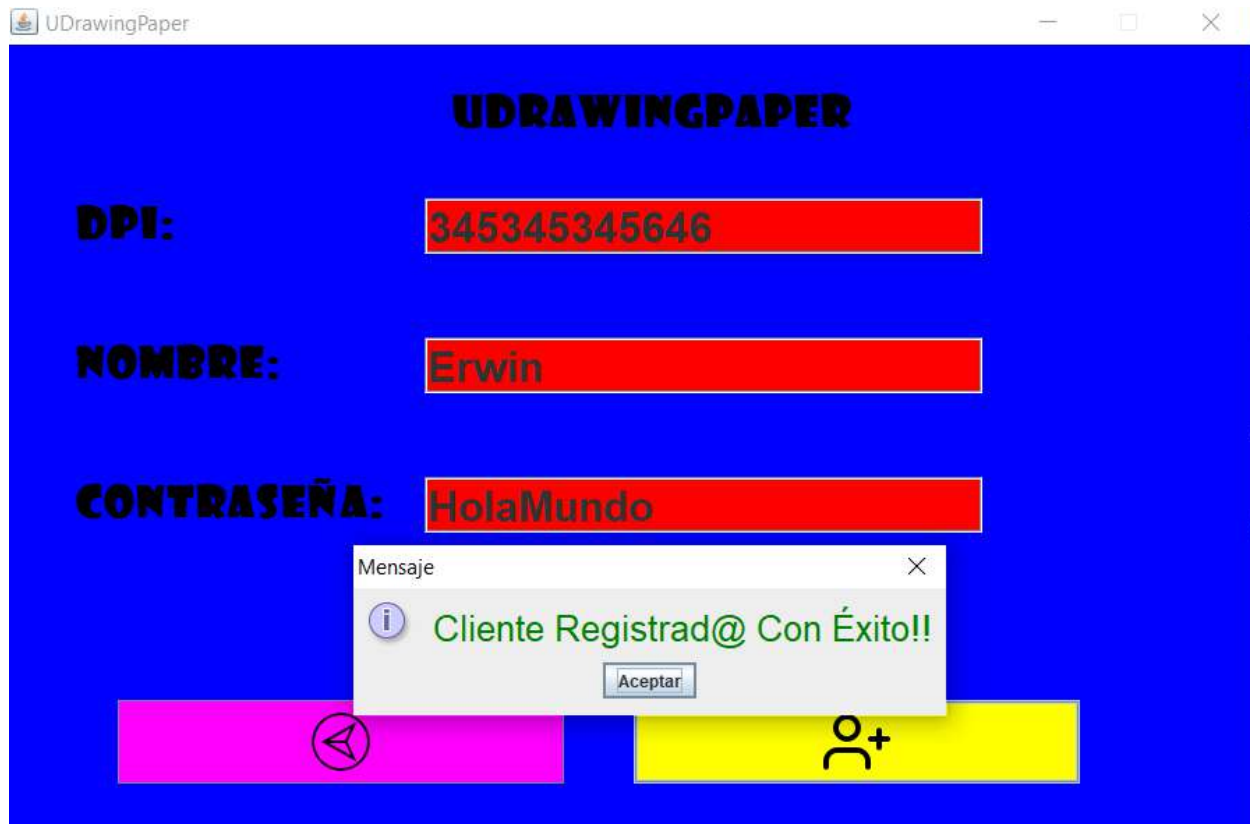 UDrawingPaper
UDRAWINGPAPER
DPI:
345345345646
NOMBRE:
Erwin
CONTRASEÑA:
HolaMundo
Mensaje
Cliente Registrad@ Con Éxito!!
Aceptar